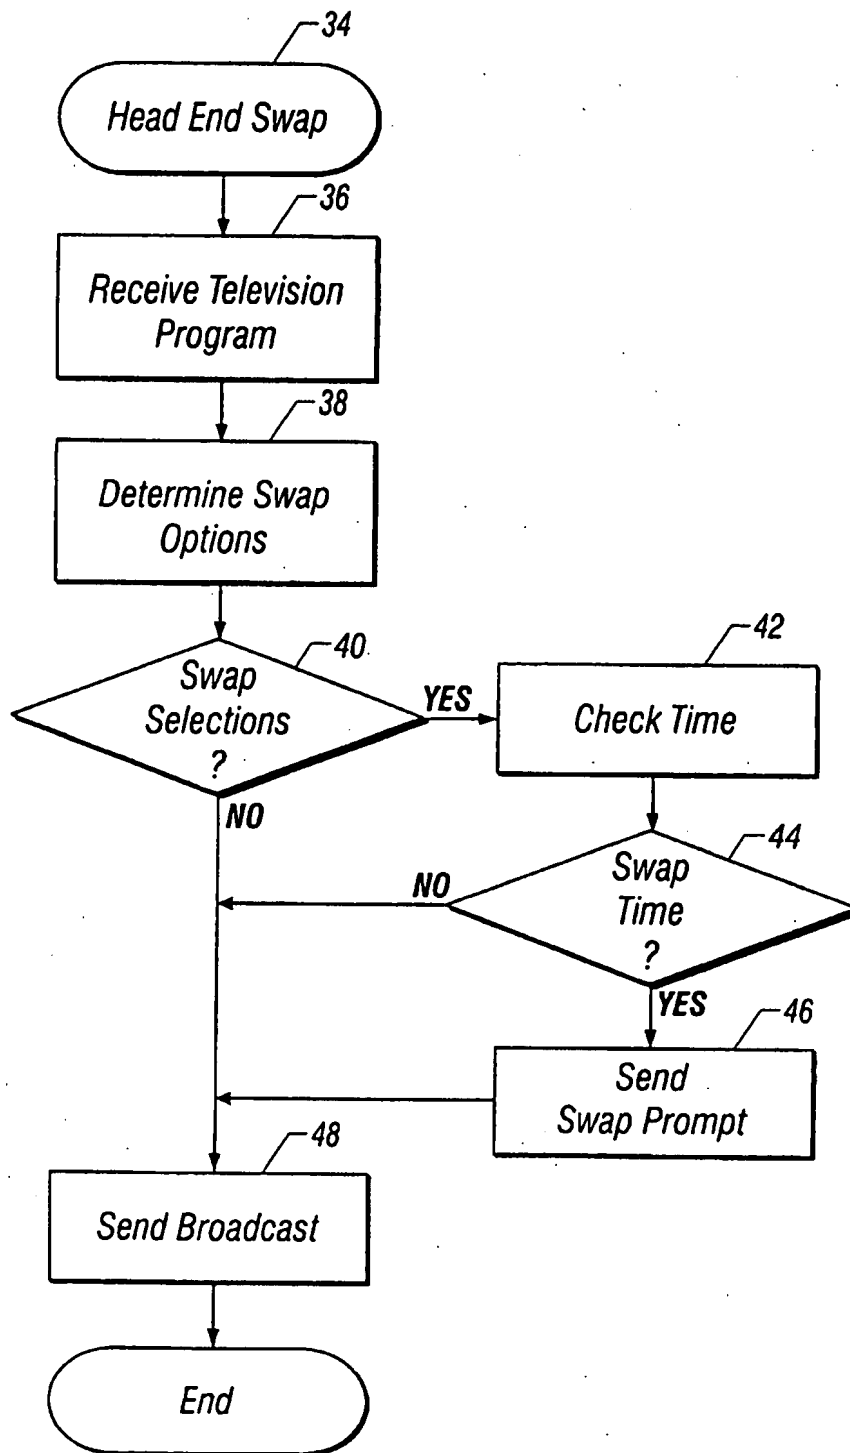 34
Head End Swap
36
Receive Television
Program
38
Determine Swap
Options
40
Swap
Selections
?
YES
NO
42
Check Time
44
Swap
Time
?
NO
YES
46
Send
Swap Prompt
48
Send Broadcast
End